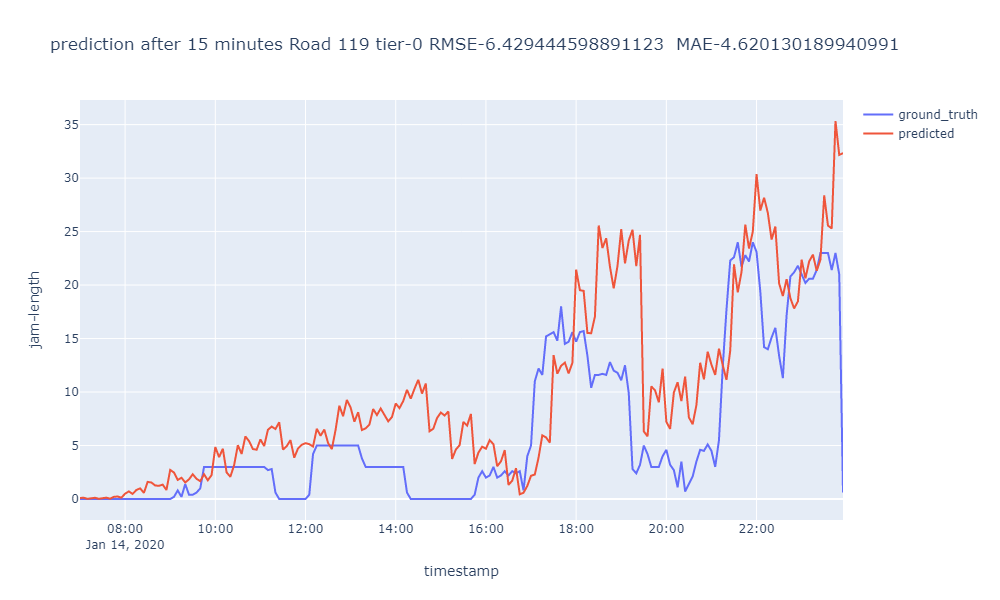 prediction after 15 minutes Road 119 tier-0 RMSE-6.429444598891123 MAE-4.620130189940991
ground_truth
predicted
35
30
25
20
15
10
5
0
jam-length
08:00 10:00 12:00 14:00 16:00 18:00 20:00 22:00
Jan 14, 2020
timestamp